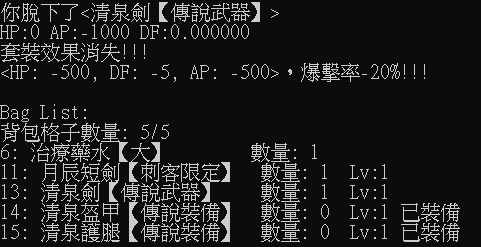 你脫下了<清泉劍【傳說武器】>
HP:0 AP:-1000 DF:0.000000
套裝效果消失!!!
<HP: -500, DF: -5, AP: -500>，爆擊率-20%!!!
Bag List:
背包格子數量: 5/5
6: 治療藥水【大】 數量: 1
11: 月辰短劍【刺客限定】 數量: 1 Lv:1
13: 清泉劍【傳說武器】 數量: 1 Lv:1
14: 清泉盔甲【傳說裝備】 數量: 0 Lv:1 已裝備
15: 清泉護腿【傳說裝備】 數量: 0 Lv:1 已裝備